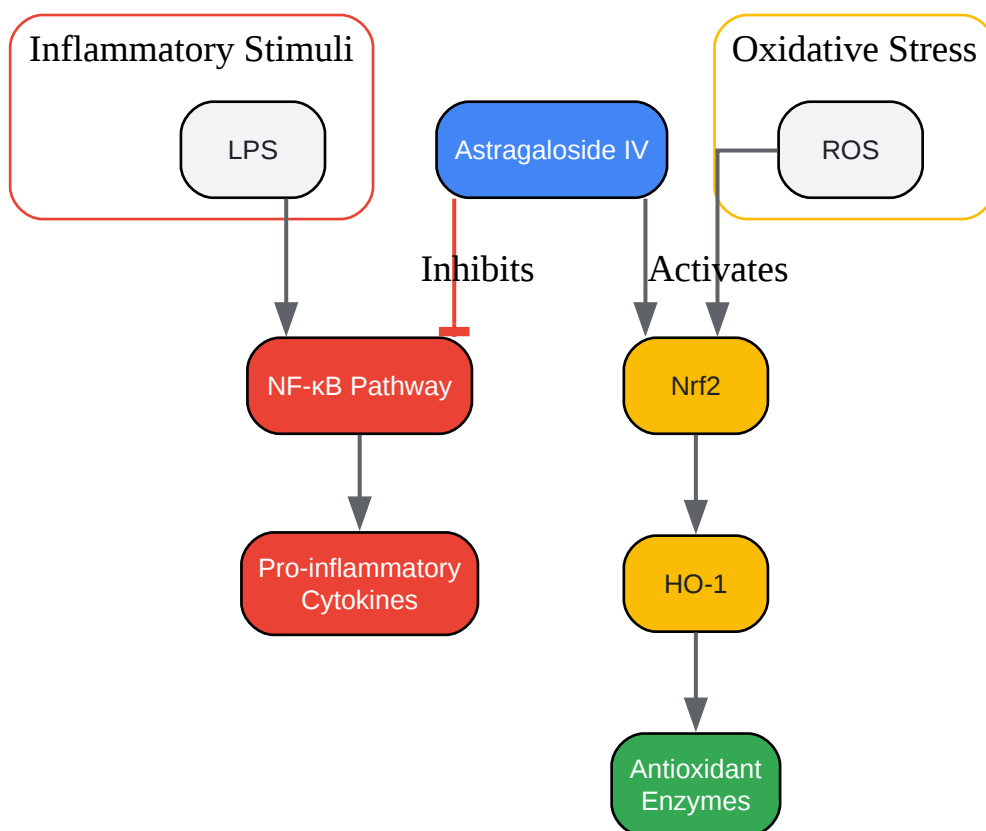 Inflammatory Stimuli
Oxidative Stress
LPS
Astragaloside IV
ROS
Inhibits
Activates
NF-κB Pathway
Nrf2
Pro-inflammatory
Cytokines
HO-1
Antioxidant
Enzymes